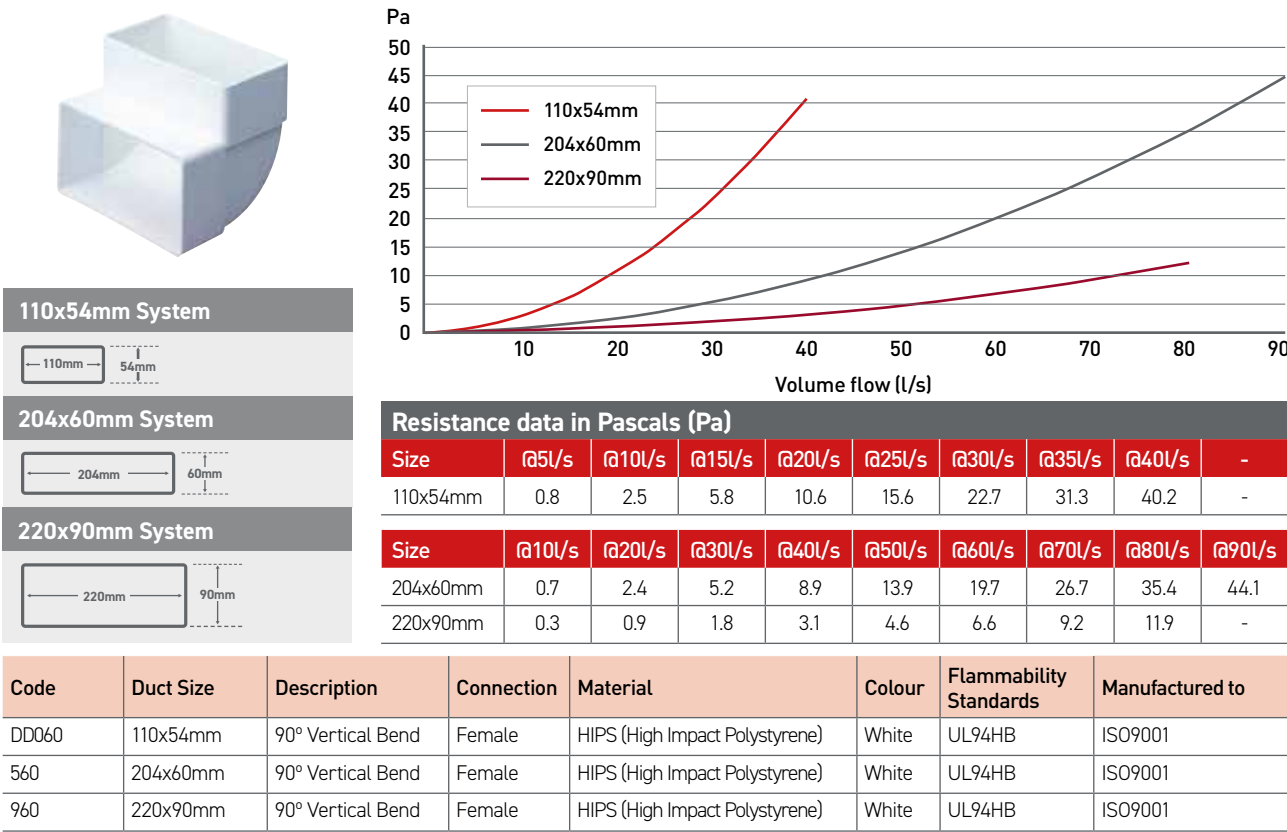 Pa
50
45
40
35
30
25
20
15
10
5
0
110x54mm
204x60mm
220x90mm
10 20 30 40 50 60 70 80 90
Volume flow (l/s)
110x54mm System
110mm 54mm
204x60mm System
204mm 60mm
220x90mm System
220mm 90mm
Resistance data in Pascals (Pa)
Size @5l/s @10l/s @15l/s @20l/s @25l/s @30l/s @35l/s @40l/s -
110x54mm 0.8 2.5 5.8 10.6 15.6 22.7 31.3 40.2 -
Size @10l/s @20l/s @30l/s @40l/s @50l/s @60l/s @70l/s @80l/s @90l/s
204x60mm 0.7 2.4 5.2 8.9 13.9 19.7 26.7 35.4 44.1
220x90mm 0.3 0.9 1.8 3.1 4.6 6.6 9.2 11.9 -
Code Duct Size Description Connection Material Colour Flammability Standards Manufactured to
DD060 110x54mm 90º Vertical Bend Female HIPS (High Impact Polystyrene) White UL94HB ISO9001
560 204x60mm 90º Vertical Bend Female HIPS (High Impact Polystyrene) White UL94HB ISO9001
960 220x90mm 90º Vertical Bend Female HIPS (High Impact Polystyrene) White UL94HB ISO9001